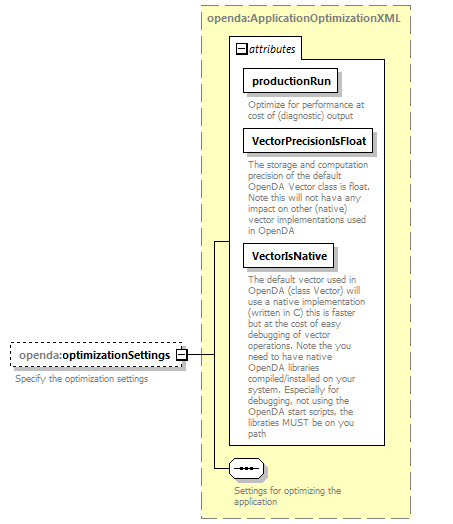 openda:ApplicationOptimizationXML
attributes
productionRun
Optimize for performance at
cost of (diagnostic) output
VectorPrecisionIsFloat
The storage and computation
precision of the default
OpenDA Vector class is float.
Note this will not hava any
impact on other (native)
vector implementations used
in OpenDA
VectorIsNative
The default vector used in
OpenDA (class Vector) will
use a native implementation
(written in C) this is faster
but at the cost of easy
debugging of vector
operations. Note the you
need to have native
OpenDA libraries
compiled/installed on your
system. Especially for
debugging, not using the
OpenDA start scripts, the
libraties MUST be on you
path
openda:optimizationSettings
Specify the optimization settings
Settings for optimizing the
application